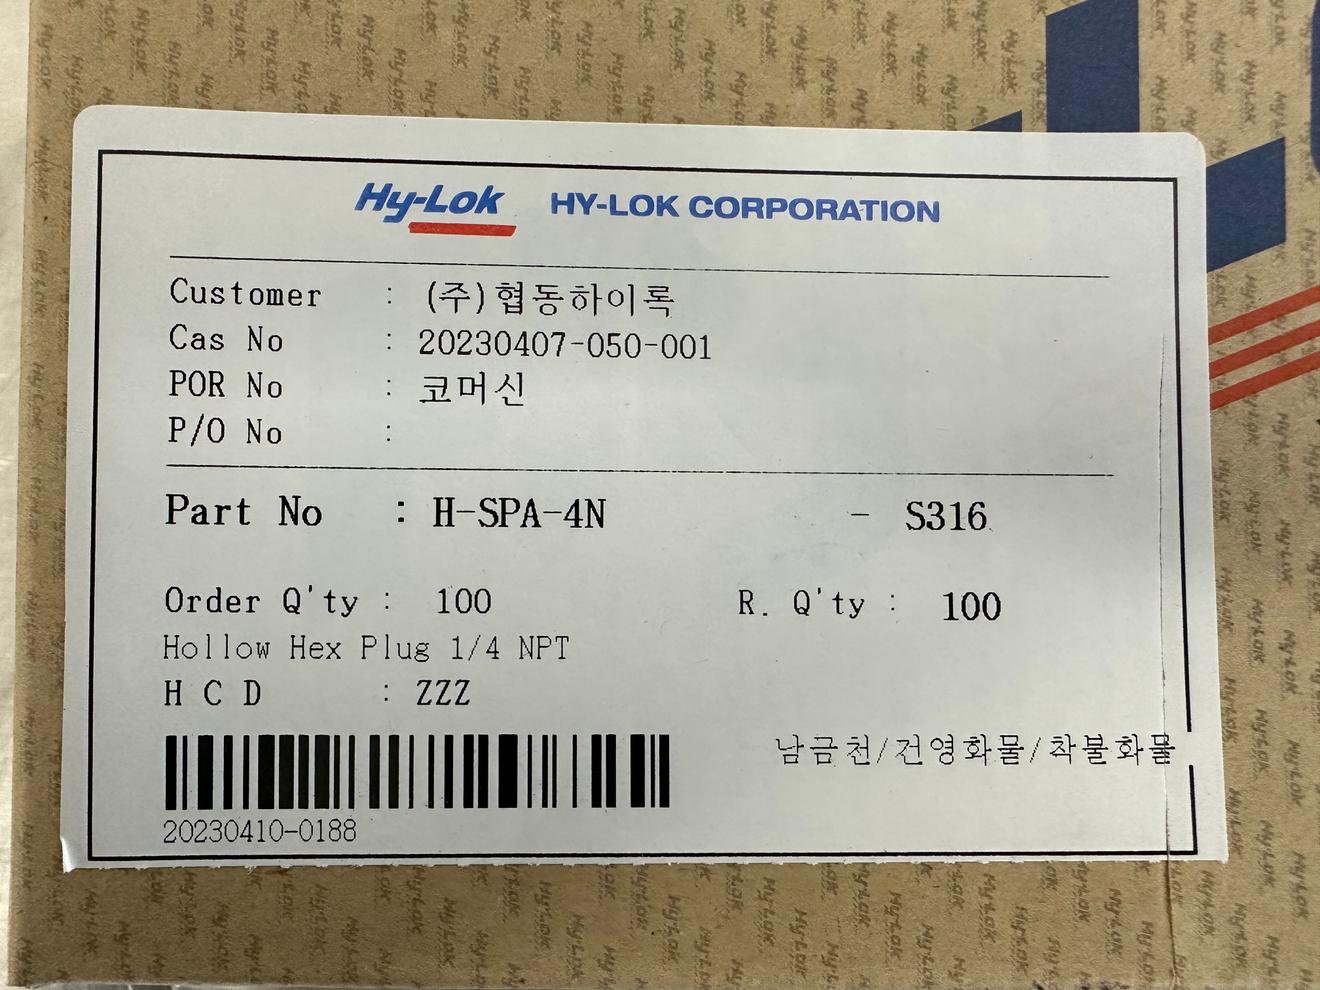 Hy-Lok HY-LOK CORPORATION
Customer : (주)협동하이록
Cas No : 20230407-050-001
POR No : 코머신
P/O No :
Part No : H-SPA-4N - S316
Order Q'ty : 100 R. Q'ty : 100
Hollow Hex Plug 1/4 NPT
H C D : ZZZ
남금천/건영화물/착불화물
20230410-0188